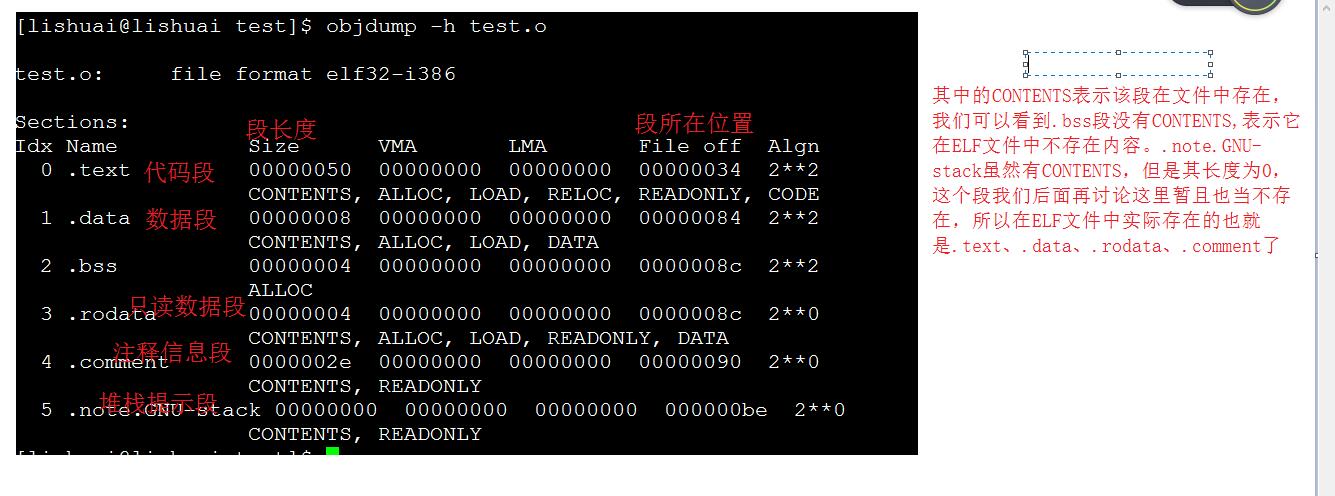 [lishuai@lishuai test]$ objdump -h test.o
test.o:     file format elf32-i386
Sections:
段长度 段所在位置
Idx Name          Size      VMA       LMA       File off  Algn
0 .text 代码段 00000050  00000000  00000000  00000034  2**2
CONTENTS, ALLOC, LOAD, RELOC, READONLY, CODE
1 .data 数据段 00000008  00000000  00000000  00000084  2**2
CONTENTS, ALLOC, LOAD, DATA
2 .bss          00000004  00000000  00000000  0000008c  2**2
ALLOC
只读数据段
3 .rodata       00000004  00000000  00000000  0000008c  2**0
CONTENTS, ALLOC, LOAD, READONLY, DATA
注释信息段
4 .comment      0000002e  00000000  00000000  00000090  2**0
CONTENTS, READONLY
堆栈提示段
5 .note.GNU-stack 00000000  00000000  00000000  000000be  2**0
CONTENTS, READONLY
[lishuai@lishuai test]$
其中的CONTENTS表示该段在文件中存在，
我们可以看到.bss段没有CONTENTS,表示它
在ELF文件中不存在内容。.note.GNU-
stack虽然有CONTENTS，但是其长度为0，
这个段我们后面再讨论这里暂且也当不存
在，所以在ELF文件中实际存在的也就
是.text、.data、.rodata、.comment了